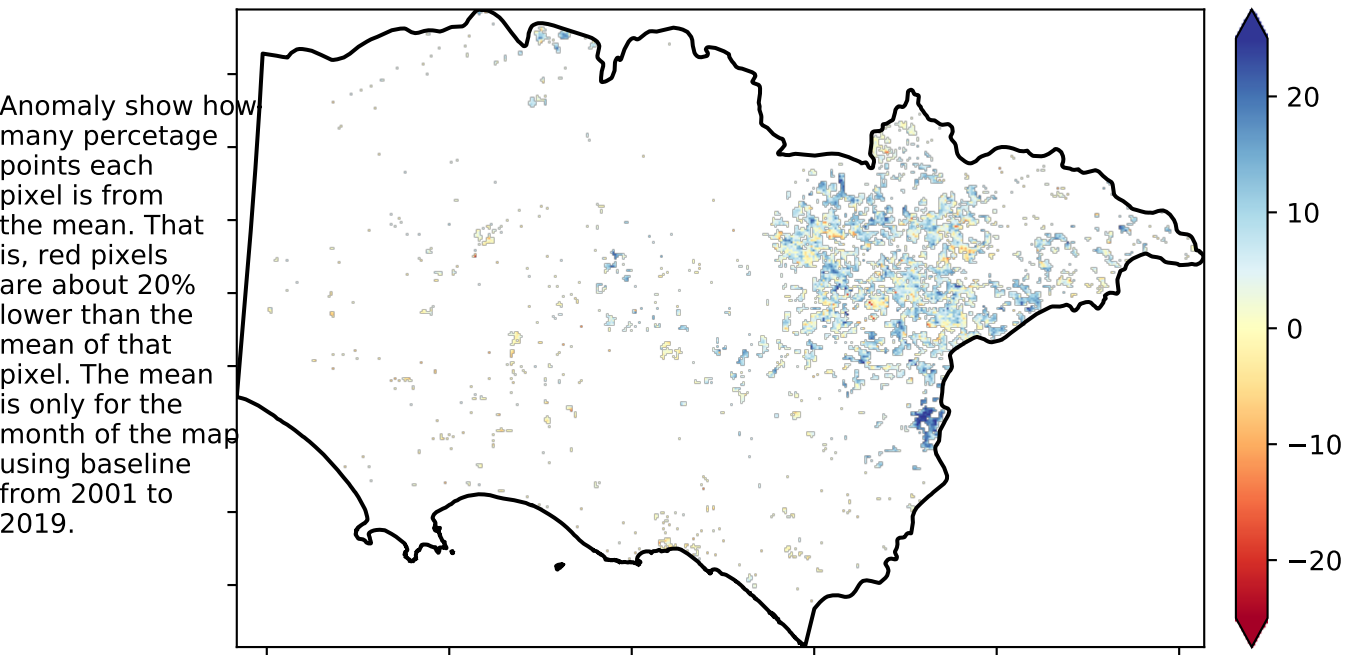 Anomaly show how
many percetage
points each
pixel is from
the mean. That
is, red pixels
are about 20%
lower than the
mean of that
pixel. The mean
is only for the
month of the map
using baseline
from 2001 to
2019.
20
10
0
−10
−20